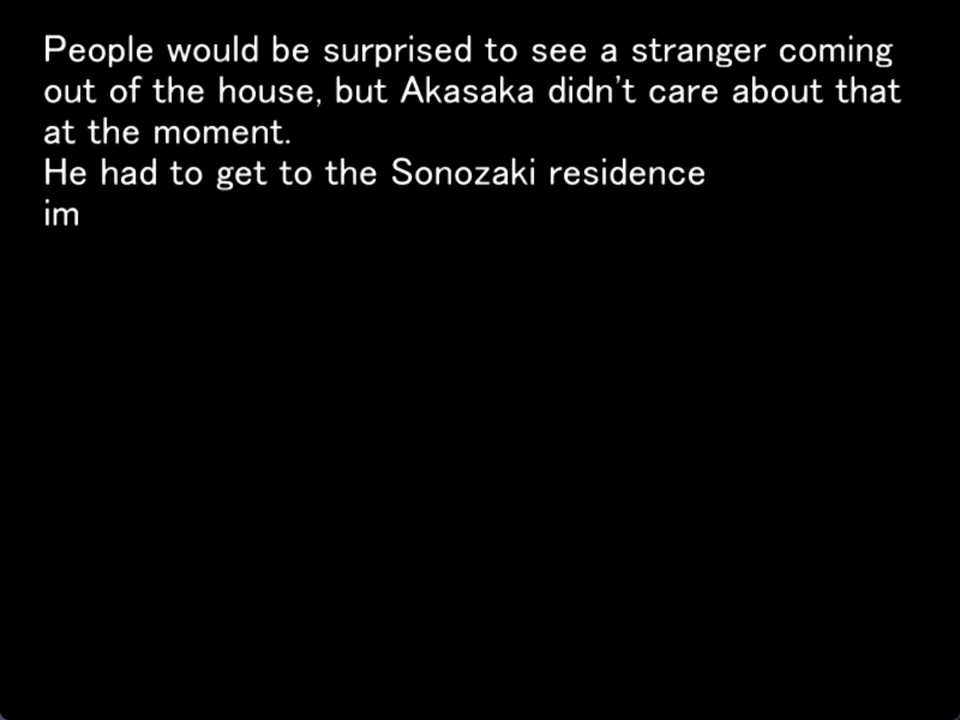 People would be surprised to see a stranger coming
out of the house, but Akasaka didn't care about that
at the moment.
He had to get to the Sonozaki residence
im